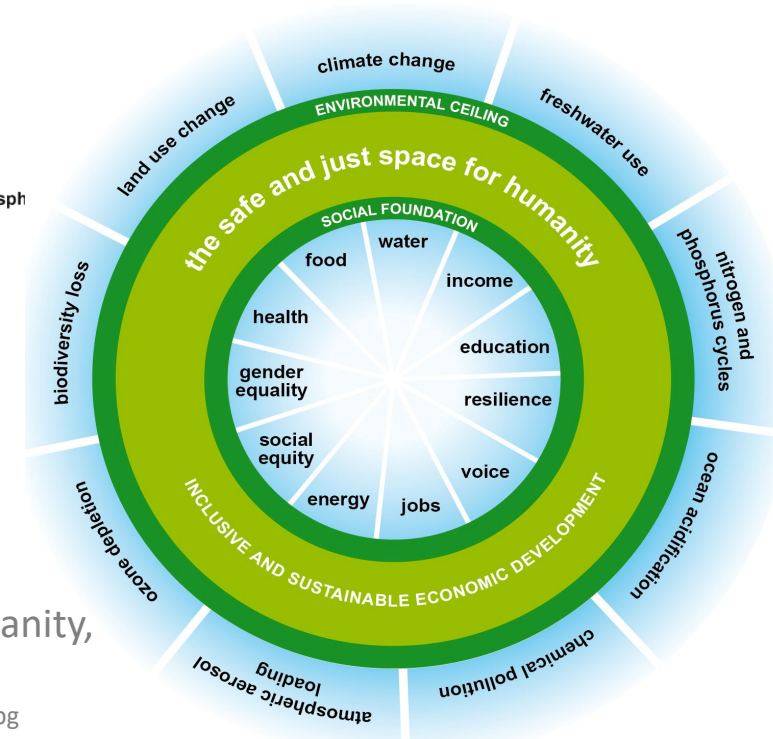 climate change
freshwater use
nitrogen and
phosphorus cycles
ocean acidification
chemical pollution
atmospheric aerosol
loading
ozone depletion
biodiversity loss
land use change
ENVIRONMENTAL CEILING
the safe and just space for humanity
SOCIAL FOUNDATION
water
income
education
resilience
voice
jobs
energy
social
equity
gender
equality
health
food
INCLUSIVE AND SUSTAINABLE ECONOMIC DEVELOPMENT
sph
anity,